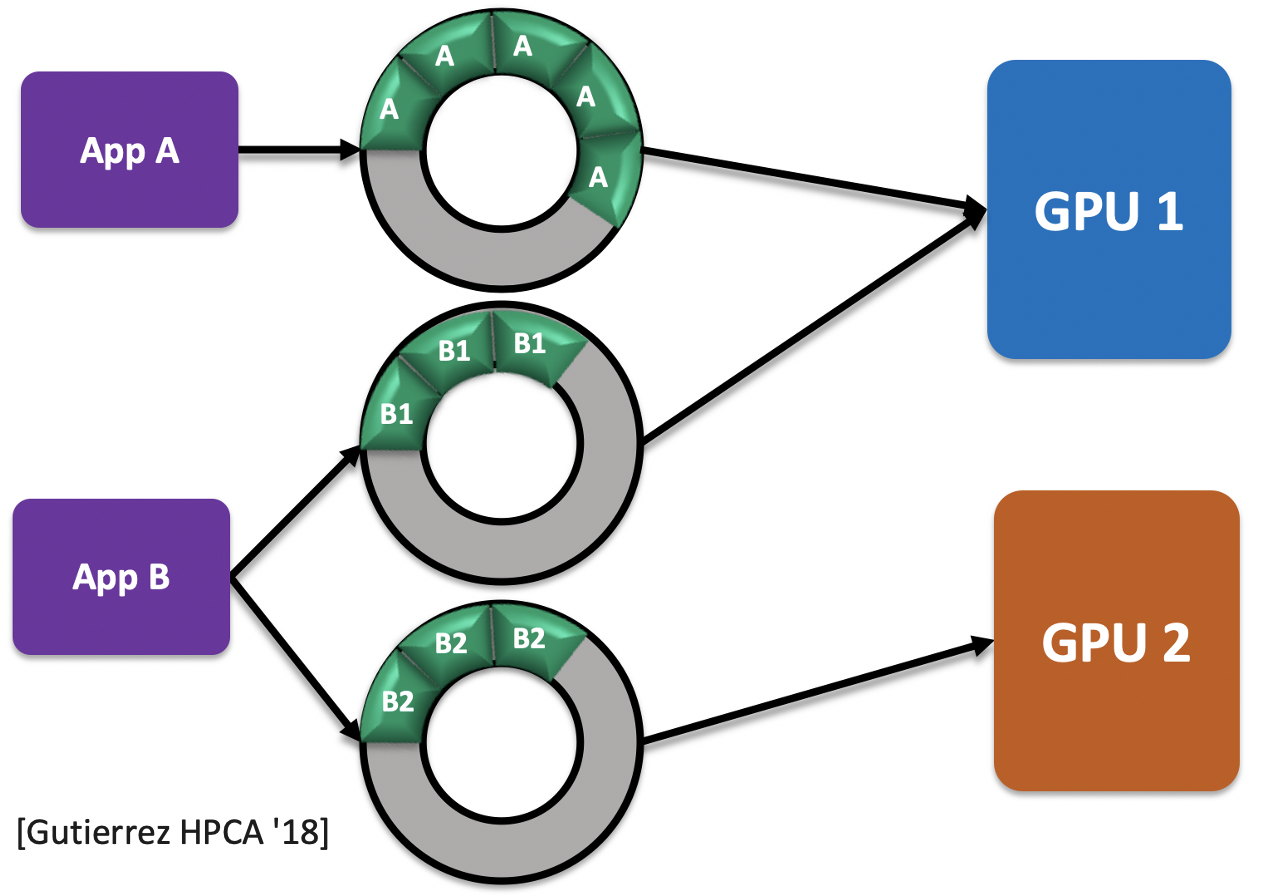 App A
A
A
A
A
A
GPU 1
B1
B1
B1
App B
B2
B2
B2
GPU 2
[Gutierrez HPCA '18]